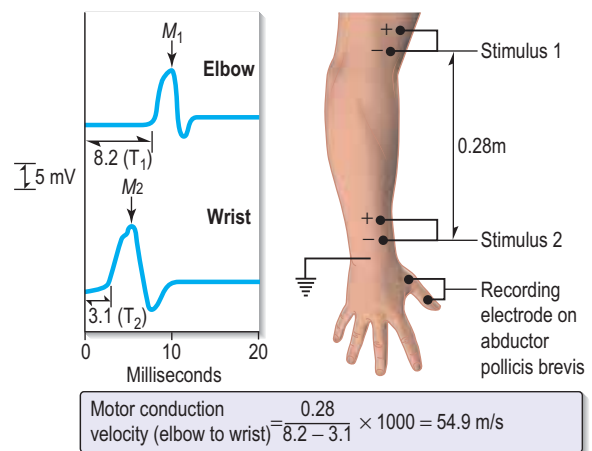 M1
Elbow
8.2 (T1)
5 mV
M2
Wrist
3.1 (T2)
0 10 20
Milliseconds
+
−
Stimulus 1
0.28m
+
−
Stimulus 2
Recording
electrode on
abductor
pollicis brevis
Motor conduction
velocity (elbow to wrist) = 0.28 / 8.2 – 3.1 × 1000 = 54.9 m/s